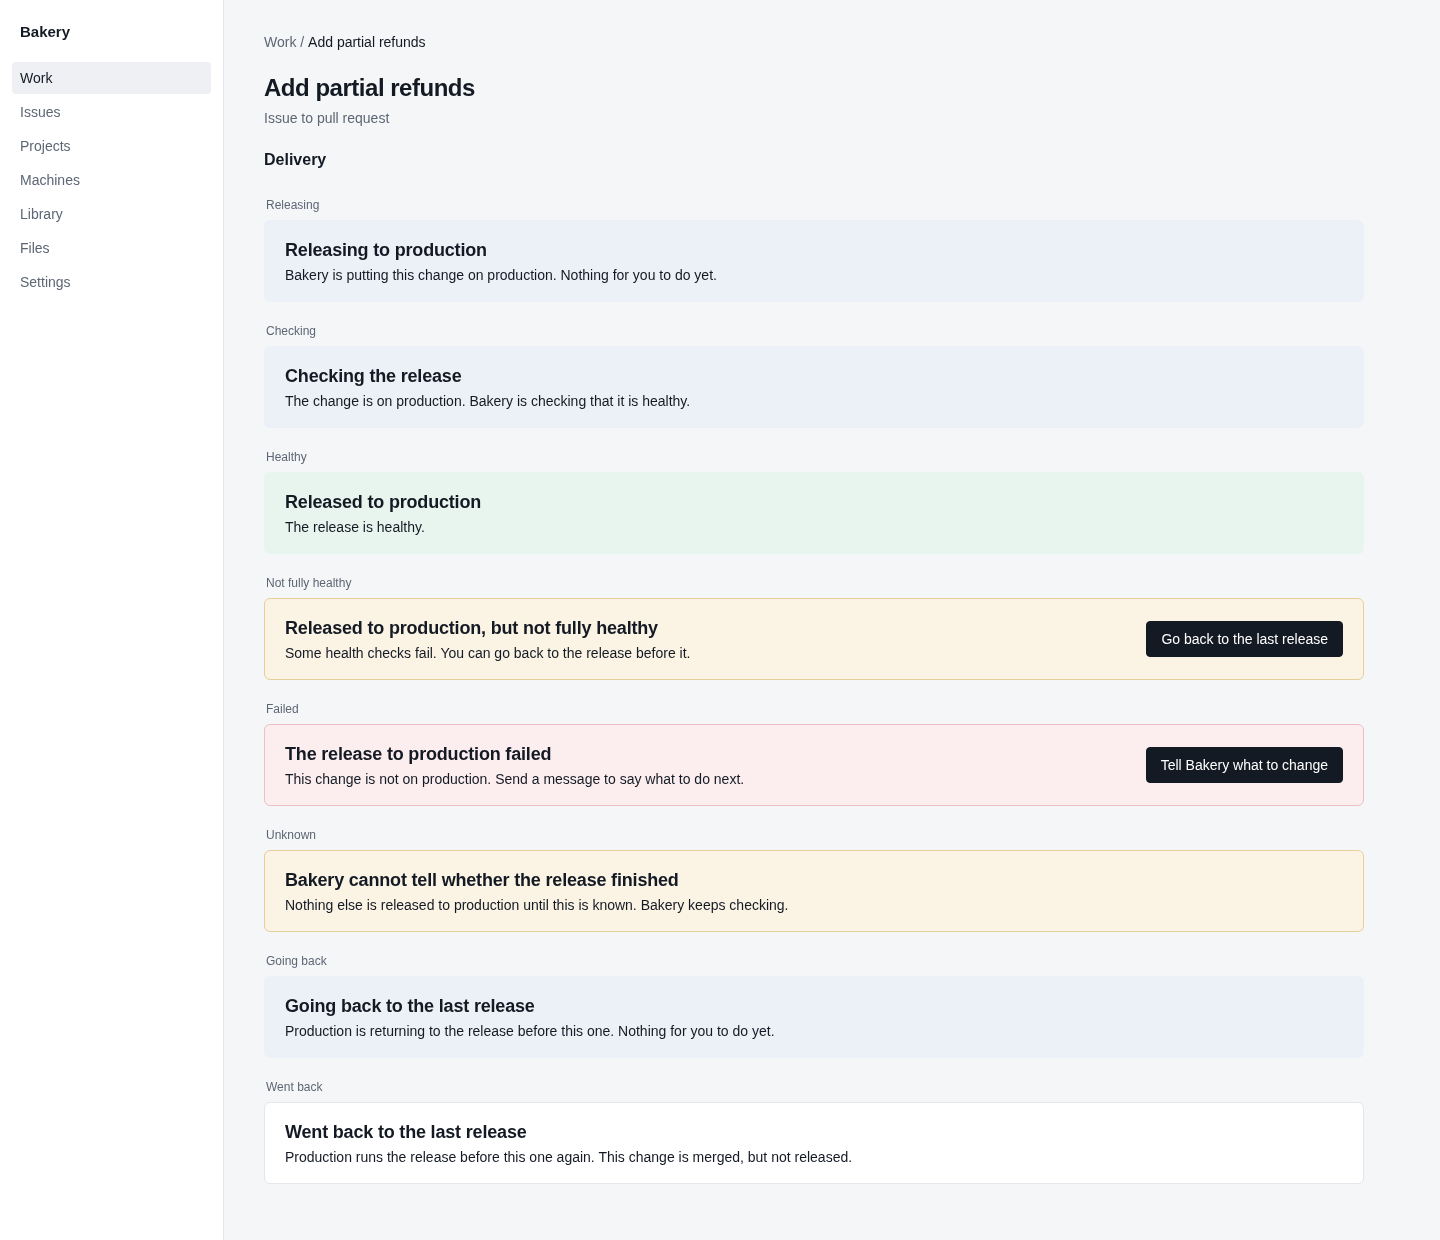 Bakery
Work
Issues
Projects
Machines
Library
Files
Settings
Work / Add partial refunds
Add partial refunds
Issue to pull request
Delivery
Releasing
Releasing to production
Bakery is putting this change on production. Nothing for you to do yet.
Checking
Checking the release
The change is on production. Bakery is checking that it is healthy.
Healthy
Released to production
The release is healthy.
Not fully healthy
Released to production, but not fully healthy
Some health checks fail. You can go back to the release before it.
Go back to the last release
Failed
The release to production failed
This change is not on production. Send a message to say what to do next.
Tell Bakery what to change
Unknown
Bakery cannot tell whether the release finished
Nothing else is released to production until this is known. Bakery keeps checking.
Going back
Going back to the last release
Production is returning to the release before this one. Nothing for you to do yet.
Went back
Went back to the last release
Production runs the release before this one again. This change is merged, but not released.